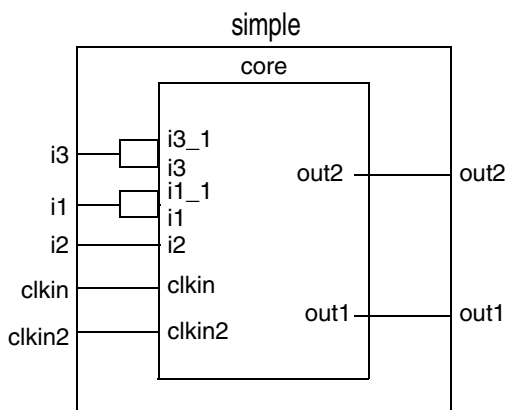 simple
core
i3
i3_1
i3
i1
i1_1
i1
i2
i2
clkin
clkin
clkin2
clkin2
out2
out2
out1
out1